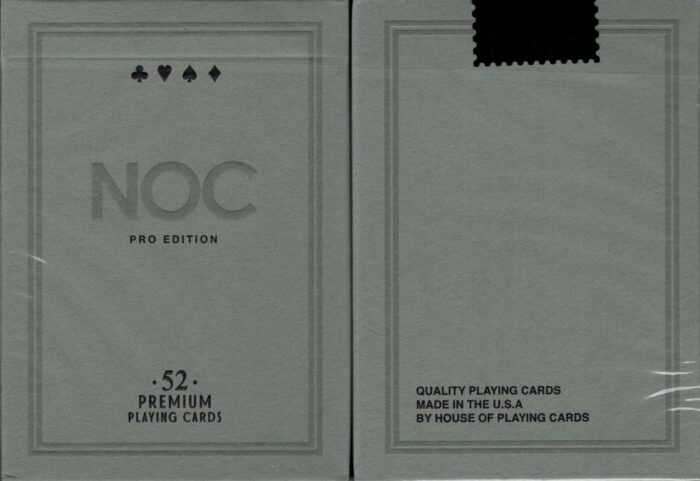 NOC
PRO EDITION
·52·
PREMIUM
PLAYING CARDS
QUALITY PLAYING CARDS
MADE IN THE U.S.A
BY HOUSE OF PLAYING CARDS